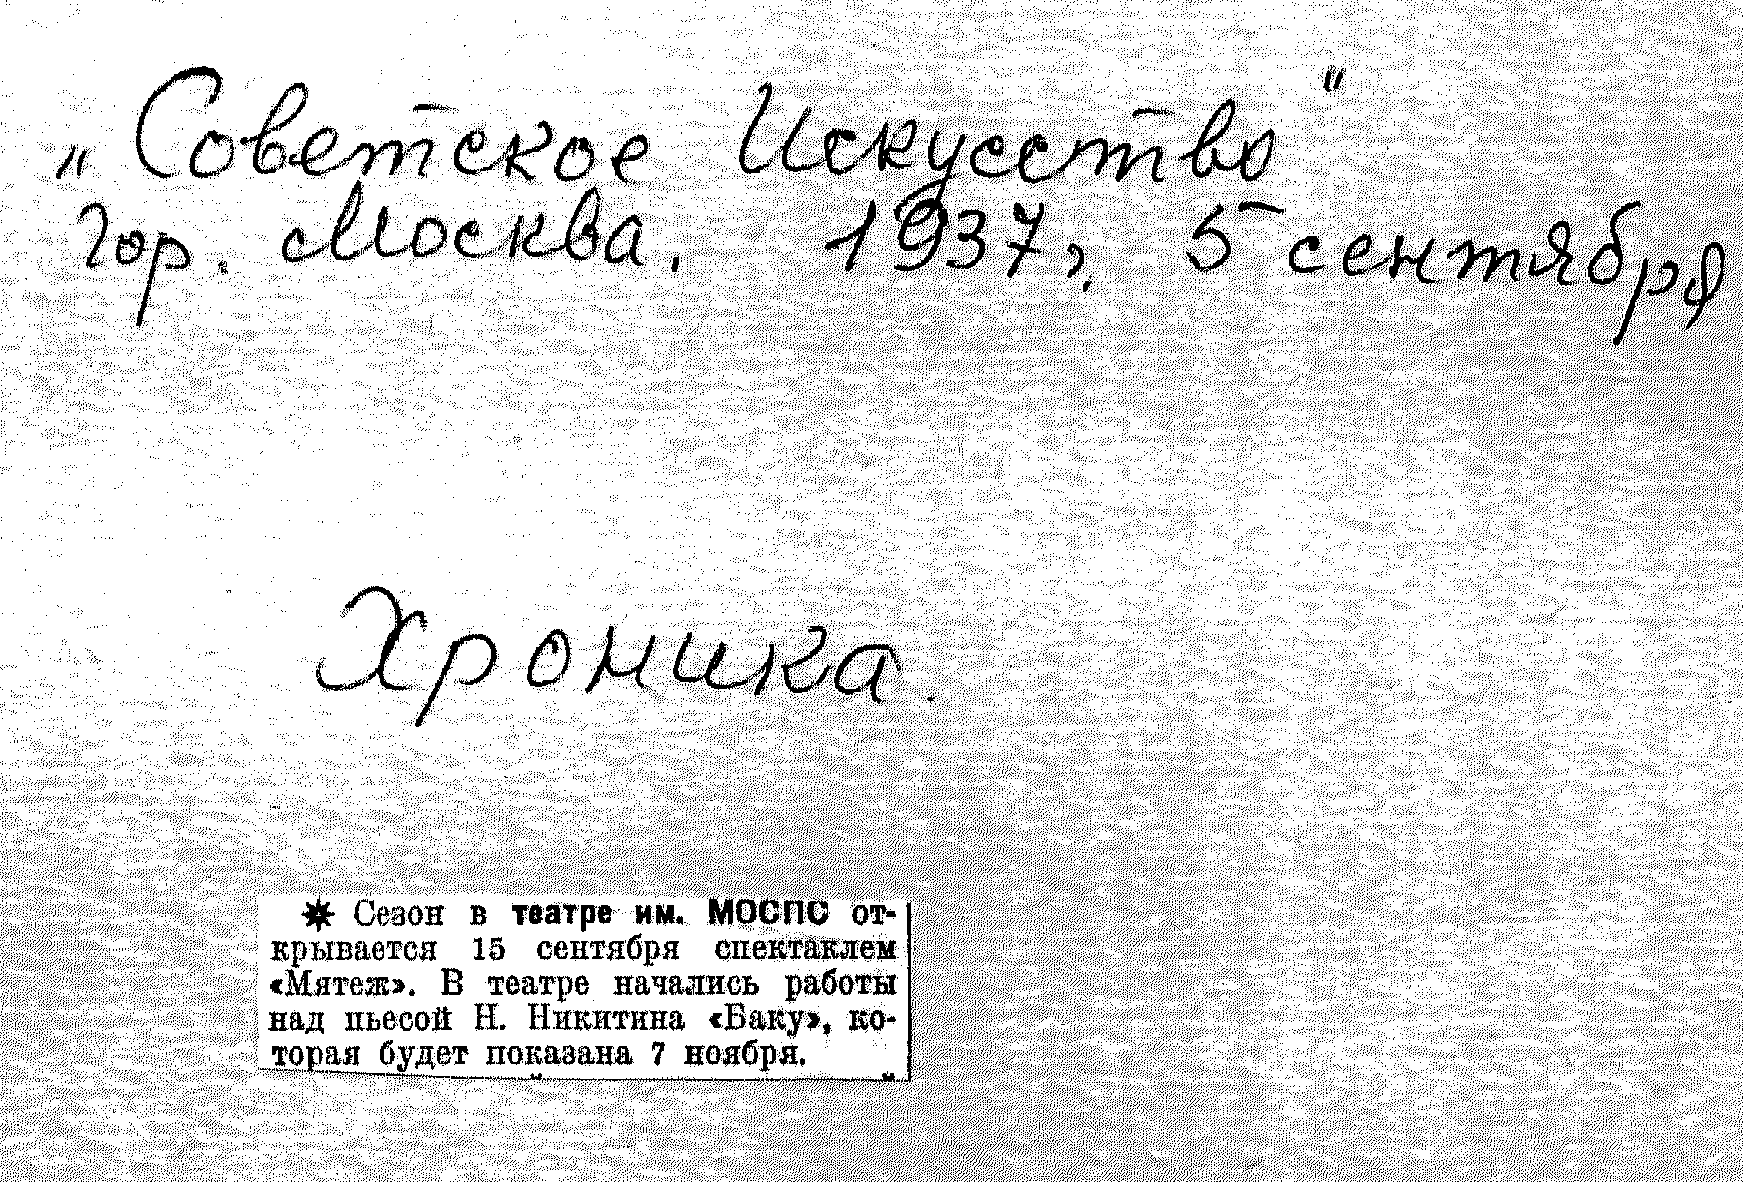 „Советское Искусство"
Гор. Москва. 1937 г. 5 сентября
Хроника.
✷ Сезон в театре им. МОСПС от-
крывается 15 сентября спектаклем
«Мятеж». В театре начались работы
над пьесой Н. Никитина «Баку», ко-
торая будет показана 7 ноября.